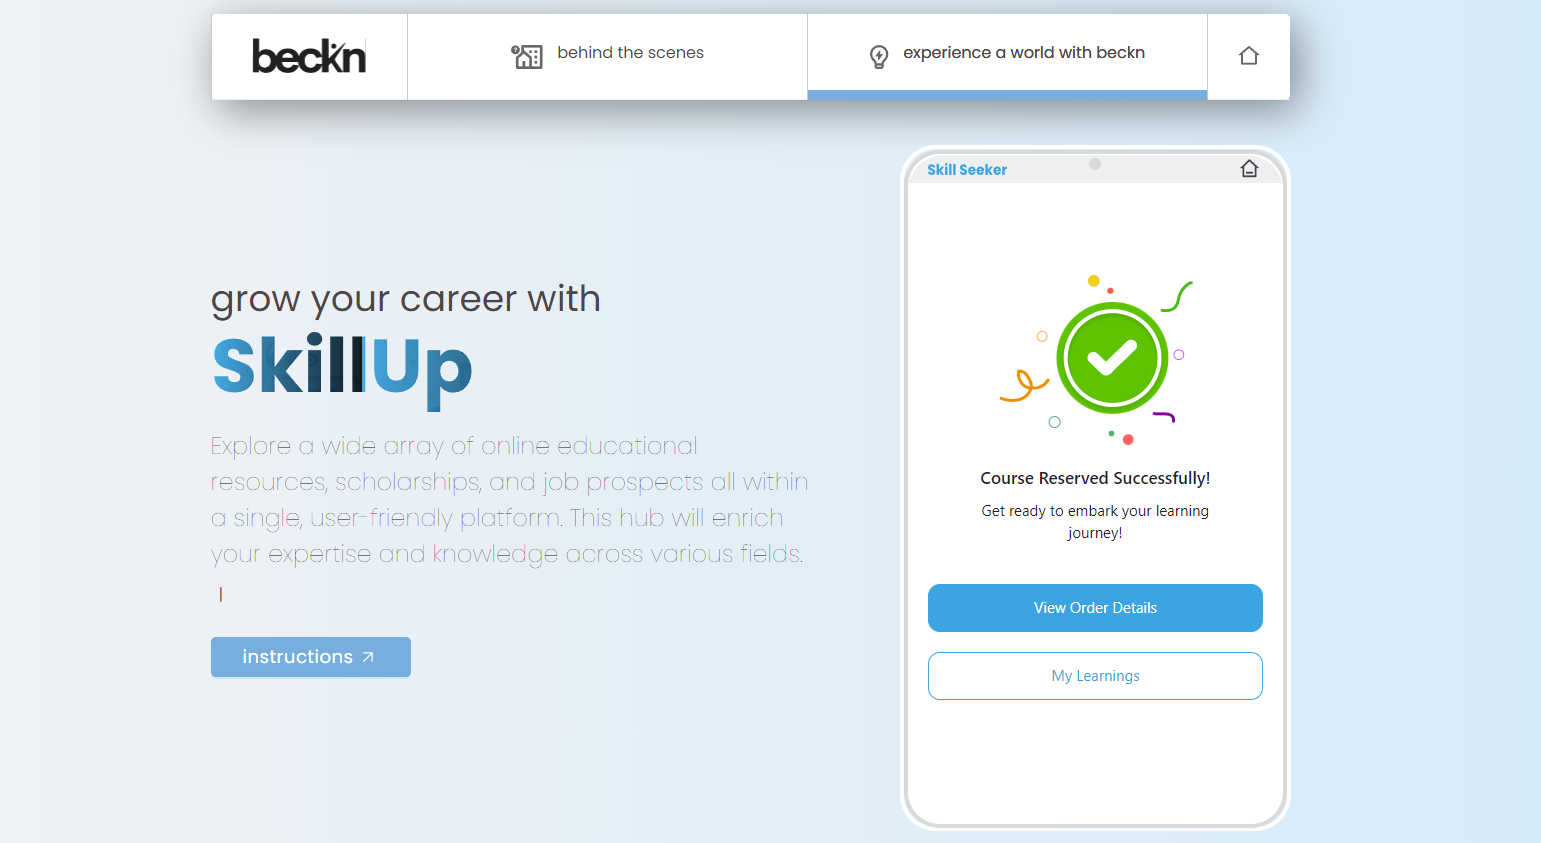 beckn
behind the scenes
experience a world with beckn
grow your career with
SkillUp
Explore a wide array of online educational
resources, scholarships, and job prospects all within
a single, user-friendly platform. This hub will enrich
your expertise and knowledge across various fields.
instructions
Skill Seeker
Course Reserved Successfully!
Get ready to embark your learning
journey!
View Order Details
My Learnings